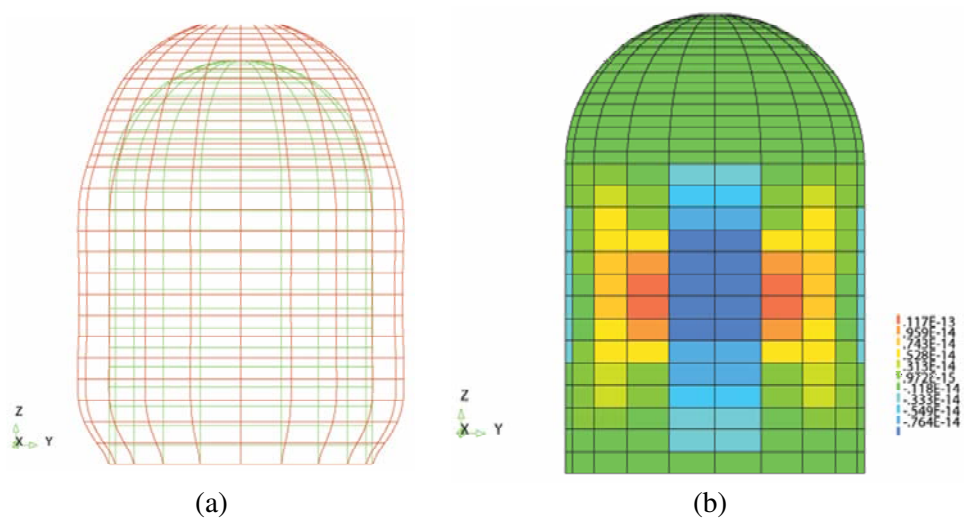 Z
X
Y
Z
X
Y
.117E-13
.959E-14
.743E-14
.528E-14
.313E-14
.972E-15
-.118E-14
-.333E-14
-.549E-14
-.764E-14
(a)
(b)